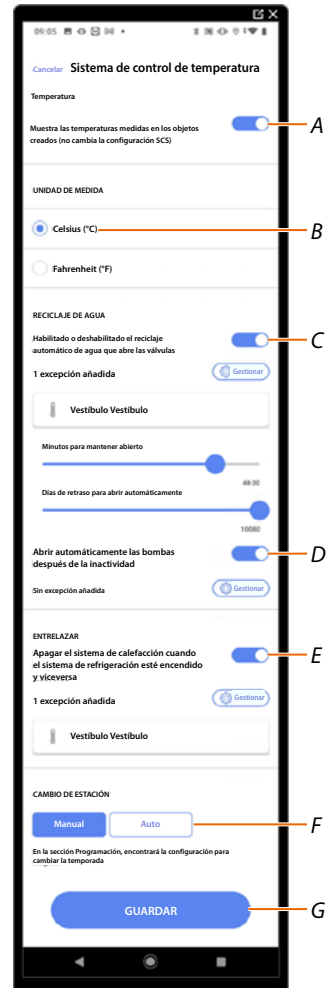 09:05
Cancelar Sistema de control de temperatura
Temperatura
Muestra las temperaturas medidas en los objetos
creados (no cambia la configuración SCS)
A
UNIDAD DE MEDIDA
Celsius (°C)
B
Fahrenheit (°F)
RECICLAJE DE AGUA
Habilitado o deshabilitado el reciclaje
automático de agua que abre las válvulas
C
1 excepción añadida
Gestionar
Vestíbulo Vestíbulo
Minutos para mantener abierto
48:00
Días de retraso para abrir automáticamente
10080
Abrir automáticamente las bombas
después de la inactividad
D
Sin excepción añadida
Gestionar
ENTRELAZAR
Apagar el sistema de calefacción cuando
el sistema de refrigeración esté encendido
y viceversa
E
1 excepción añadida
Gestionar
Vestíbulo Vestíbulo
CAMBIO DE ESTACIÓN
Manual
Auto
F
En la sección Programación, encontrará la configuración para
cambiar la temporada
GUARDAR
G